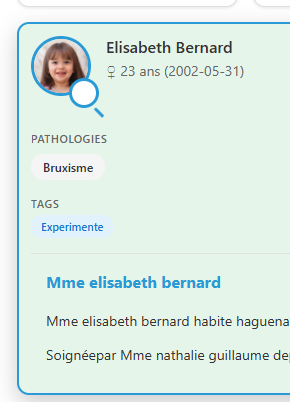 Elisabeth Bernard
♀ 23 ans (2002-05-31)
PATHOLOGIES
Bruxisme
TAGS
Experimente
Mme elisabeth bernard
Mme elisabeth bernard habite haguena
Soignéepar Mme nathalie guillaume de